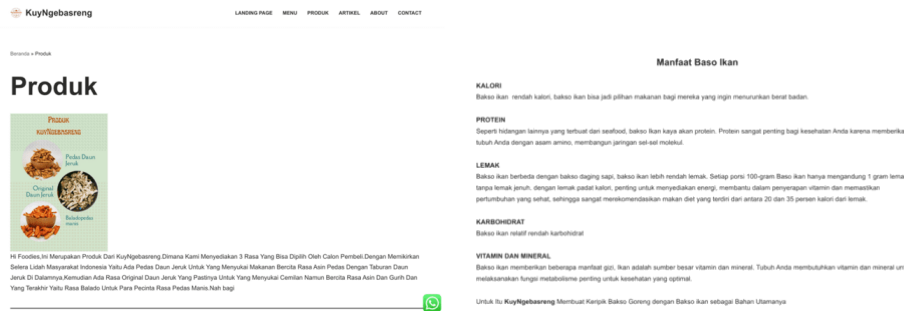 KuyNgebasreng
LANDING PAGE MENU PRODUK ARTIKEL ABOUT CONTACT
Beranda » Produk
Produk
PRODUK
KUYNGEBASRENG
Pedas Daun
Jeruk
Original
Daun Jeruk
Baladopedas
manis
Hi Foodies,Ini Merupakan Produk Dari KuyNgebasreng.Dimana Kami Menyediakan 3 Rasa Yang Bisa Dipilih Oleh Calon Pembeli.Dengan Memikirkan
Selera Lidah Masyarakat Indonesia Yaitu Ada Pedas Daun Jeruk Untuk Yang Menyukai Makanan Bercita Rasa Asin Pedas Dengan Taburan Daun
Jeruk Di Dalamnya,Kemudian Ada Rasa Original Daun Jeruk Yang Pastinya Untuk Yang Menyukai Cemilan Namun Bercita Rasa Asin Dan Gurih Dan
Yang Terakhir Yaitu Rasa Balado Untuk Para Pecinta Rasa Pedas Manis.Nah bagi
Manfaat Baso Ikan
KALORI
Bakso ikan rendah kalori, bakso ikan bisa jadi pilihan makanan bagi mereka yang ingin menurunkan berat badan.
PROTEIN
Seperti hidangan lainnya yang terbuat dari seafood, bakso Ikan kaya akan protein. Protein sangat penting bagi kesehatan Anda karena memberika
tubuh Anda dengan asam amino, membangun jaringan sel-sel molekul.
LEMAK
Bakso ikan berbeda dengan bakso daging sapi, bakso ikan lebih rendah lemak. Setiap porsi 100-gram Baso ikan hanya mengandung 1 gram lema
tanpa lemak jenuh. dengan lemak padat kalori, penting untuk menyediakan energi, membantu dalam penyerapan vitamin dan memastikan
pertumbuhan yang sehat, sehingga sangat merekomendasikan makan diet yang terdiri dari antara 20 dan 35 persen kalori dari lemak.
KARBOHIDRAT
Bakso ikan relatif rendah karbohidrat
VITAMIN DAN MINERAL
Bakso ikan memberikan beberapa manfaat gizi. Ikan adalah sumber besar vitamin dan mineral. Tubuh Anda membutuhkan vitamin dan mineral un
melaksanakan fungsi metabolisme penting untuk kesehatan yang optimal.
Untuk Itu KuyNgebasreng Membuat Keripik Bakso Goreng dengan Bakso ikan sebagai Bahan Utamanya